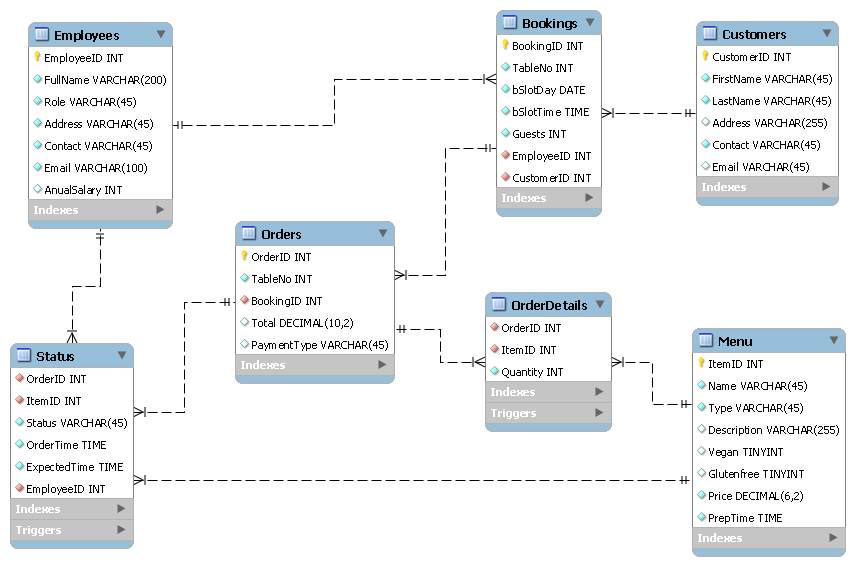 Employees
EmployeeID INT
FullName VARCHAR(200)
Role VARCHAR(45)
Address VARCHAR(45)
Contact VARCHAR(45)
Email VARCHAR(100)
AnualSalary INT
Indexes
Bookings
BookingID INT
TableNo INT
bSlotDay DATE
bSlotTime TIME
Guests INT
EmployeeID INT
CustomerID INT
Indexes
Customers
CustomerID INT
FirstName VARCHAR(45)
LastName VARCHAR(45)
Address VARCHAR(255)
Contact VARCHAR(45)
Email VARCHAR(45)
Indexes
Orders
OrderID INT
TableNo INT
BookingID INT
Total DECIMAL(10,2)
PaymentType VARCHAR(45)
Indexes
OrderDetails
OrderID INT
ItemID INT
Quantity INT
Indexes
Triggers
Status
OrderID INT
ItemID INT
Status VARCHAR(45)
OrderTime TIME
ExpectedTime TIME
EmployeeID INT
Indexes
Triggers
Menu
ItemID INT
Name VARCHAR(45)
Type VARCHAR(45)
Description VARCHAR(255)
Vegan TINYINT
Glutenfree TINYINT
Price DECIMAL(6,2)
PrepTime TIME
Indexes